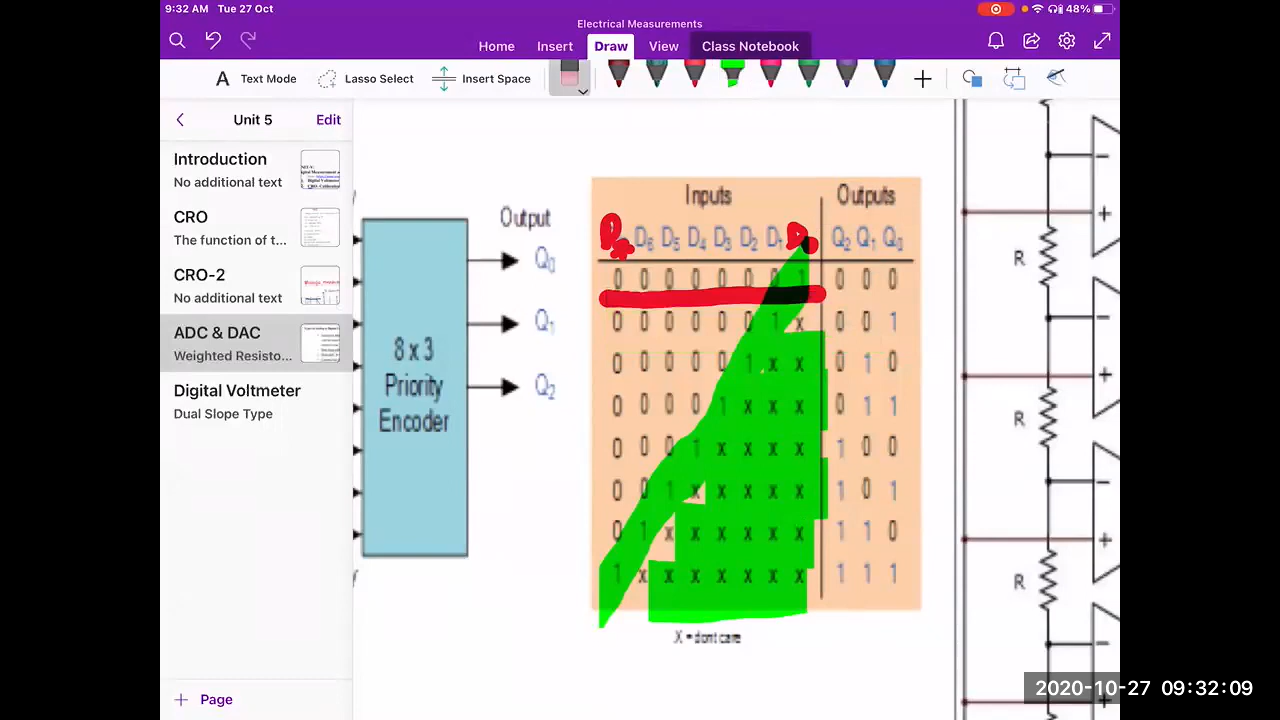 9:32 AM Tue 27 Oct
48%
Electrical Measurements
Home Insert Draw View Class Notebook
A Text Mode Lasso Select Insert Space
Unit 5 Edit
Introduction
No additional text
CRO
The function of t...
CRO-2
No additional text
ADC & DAC
Weighted Resisto...
Digital Voltmeter
Dual Slope Type
Page
8 x 3
Priority
Encoder
Output
Q0
Q1
Q2
Inputs Outputs
D6 D5 D4 D3 D2 D1 Q2 Q1 Q0
0 0 0 0 0 0 0 1 0 0 0
0 0 0 0 0 0 1 x 0 0 1
0 0 0 0 0 1 x x 0 1 0
0 0 0 0 1 x x x 0 1 1
0 0 0 1 x x x x 1 0 0
0 0 1 x x x x x 1 0 1
0 1 x x x x x x 1 1 0
1 x x x x x x x 1 1 1
X = dont care
R
R
R
2020-10-27 09:32:09